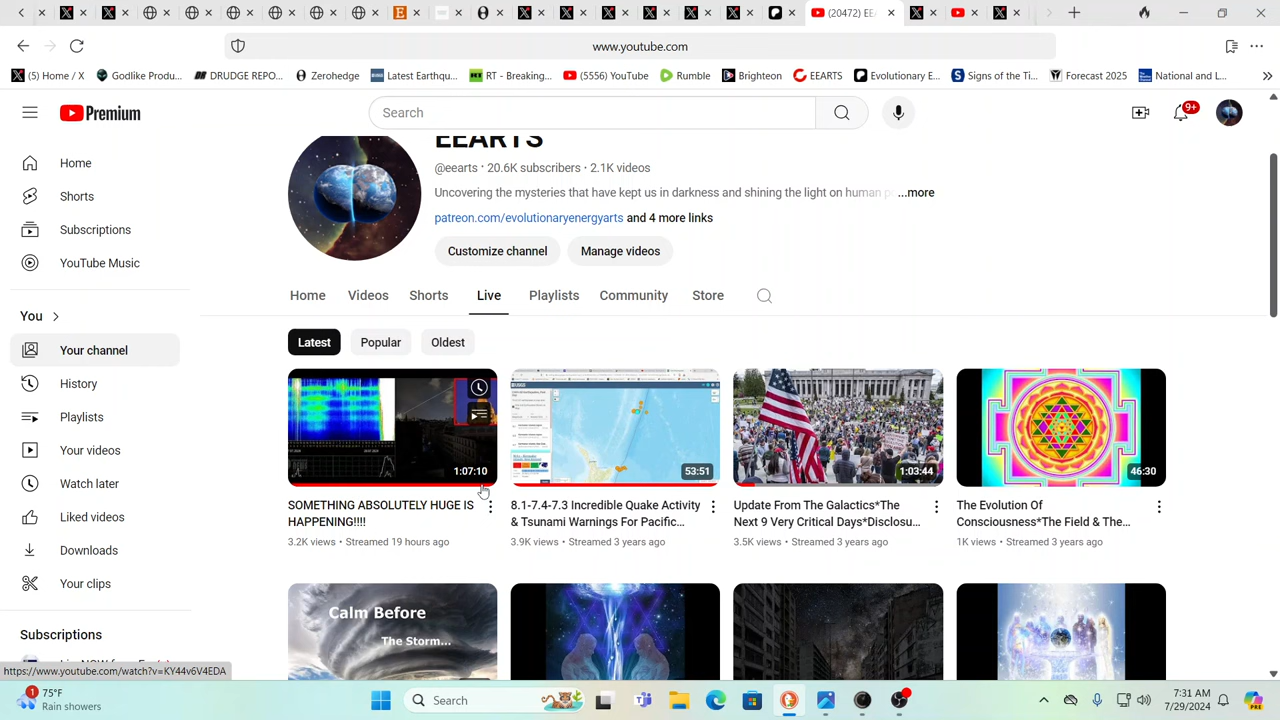 (20472) EEA
www.youtube.com
(5) Home / X
Godlike Produ...
DRUDGE REPO...
Zerohedge
Latest Earthqu...
RT - Breaking...
(5556) YouTube
Rumble
Brighteon
EEARTS
Evolutionary E...
Signs of the Ti...
Forecast 2025
National and L...
Premium
Search
9+
Home
Shorts
Subscriptions
YouTube Music
You
Your channel
History
Playlists
Your videos
Watch later
Liked videos
Downloads
Your clips
Subscriptions
EEARTS
@eearts · 20.6K subscribers · 2.1K videos
Uncovering the mysteries that have kept us in darkness and shining the light on human p ...more
patreon.com/evolutionaryenergyarts and 4 more links
Customize channel
Manage videos
Home
Videos
Shorts
Live
Playlists
Community
Store
Latest
Popular
Oldest
1:07:10
SOMETHING ABSOLUTELY HUGE IS
HAPPENING!!!!
3.2K views • Streamed 19 hours ago
53:51
8.1-7.4-7.3 Incredible Quake Activity
& Tsunami Warnings For Pacific...
3.9K views • Streamed 3 years ago
1:03:44
Update From The Galactics*The
Next 9 Very Critical Days*Disclosu...
3.5K views • Streamed 3 years ago
46:30
The Evolution Of
Consciousness*The Field & The...
1K views • Streamed 3 years ago
Calm Before
The Storm...
https://www.youtube.com/watch?v=KY44v6V4EDA
1
75°F
Rain showers
Search
7:31 AM
7/29/2024